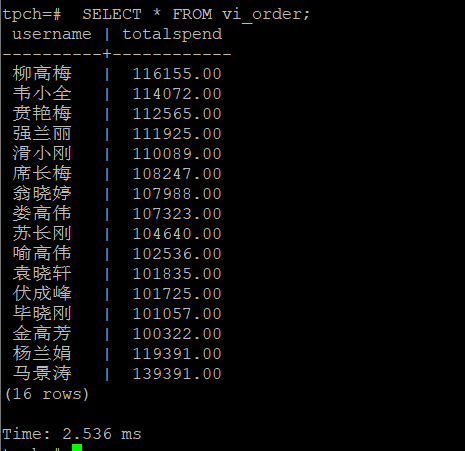 tpch=#  SELECT * FROM vi_order;
 username | totalspend
----------+------------
 柳高梅   |  116155.00
 韦小全   |  114072.00
 贲艳梅   |  112565.00
 强兰丽   |  111925.00
 滑小刚   |  110089.00
 席长梅   |  108247.00
 翁晓婷   |  107988.00
 娄高伟   |  107323.00
 苏长刚   |  104640.00
 喻高伟   |  102536.00
 袁晓轩   |  101835.00
 伏成峰   |  101725.00
 毕晓刚   |  101057.00
 金高芳   |  100322.00
 杨兰娟   |  119391.00
 马景涛   |  139391.00
(16 rows)
Time: 2.536 ms